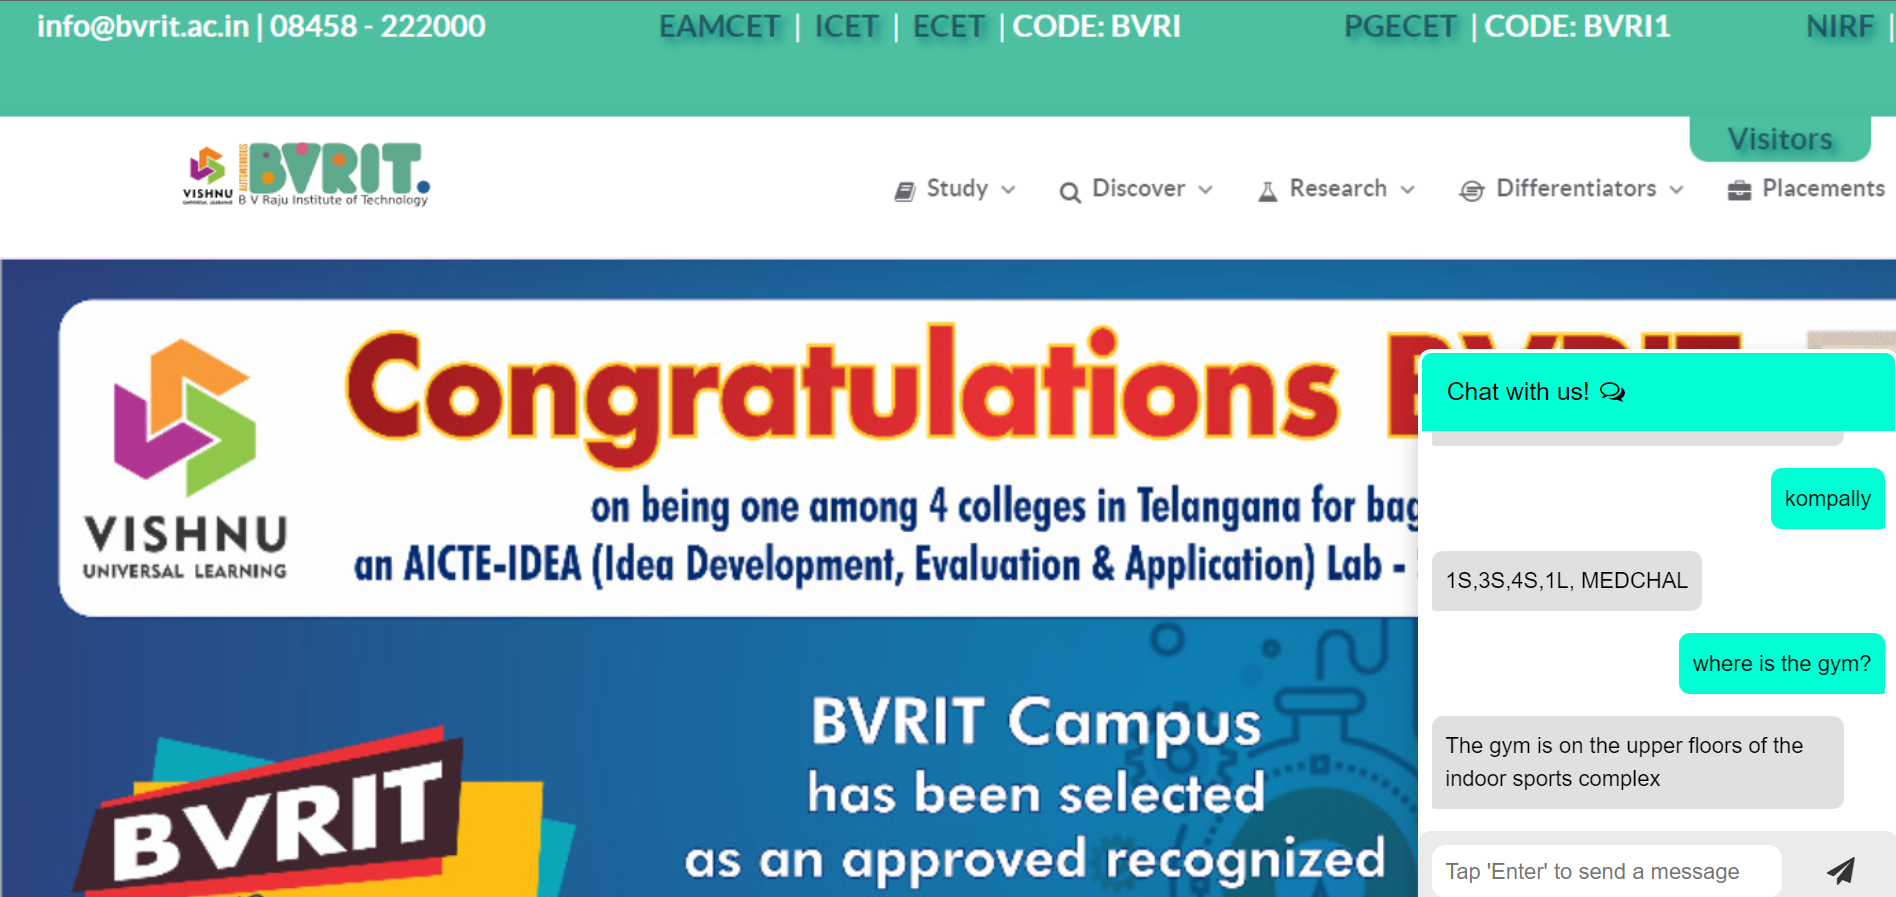 info@bvrit.ac.in | 08458 - 222000
EAMCET | ICET | ECET | CODE: BVRI
PGECET | CODE: BVRI1
NIRF |
Visitors
VISHNU
UNIVERSAL LEARNING
AUTONOMOUS
BVRIT.
B V Raju Institute of Technology
Study
Discover
Research
Differentiators
Placements
Congratulations BVRIT
on being one among 4 colleges in Telangana for bag
an AICTE-IDEA (Idea Development, Evaluation & Application) Lab -
VISHNU
UNIVERSAL LEARNING
BVRIT Campus
has been selected
as an approved recognized
BVRIT
Chat with us!
kompally
1S,3S,4S,1L, MEDCHAL
where is the gym?
The gym is on the upper floors of the
indoor sports complex
Tap 'Enter' to send a message